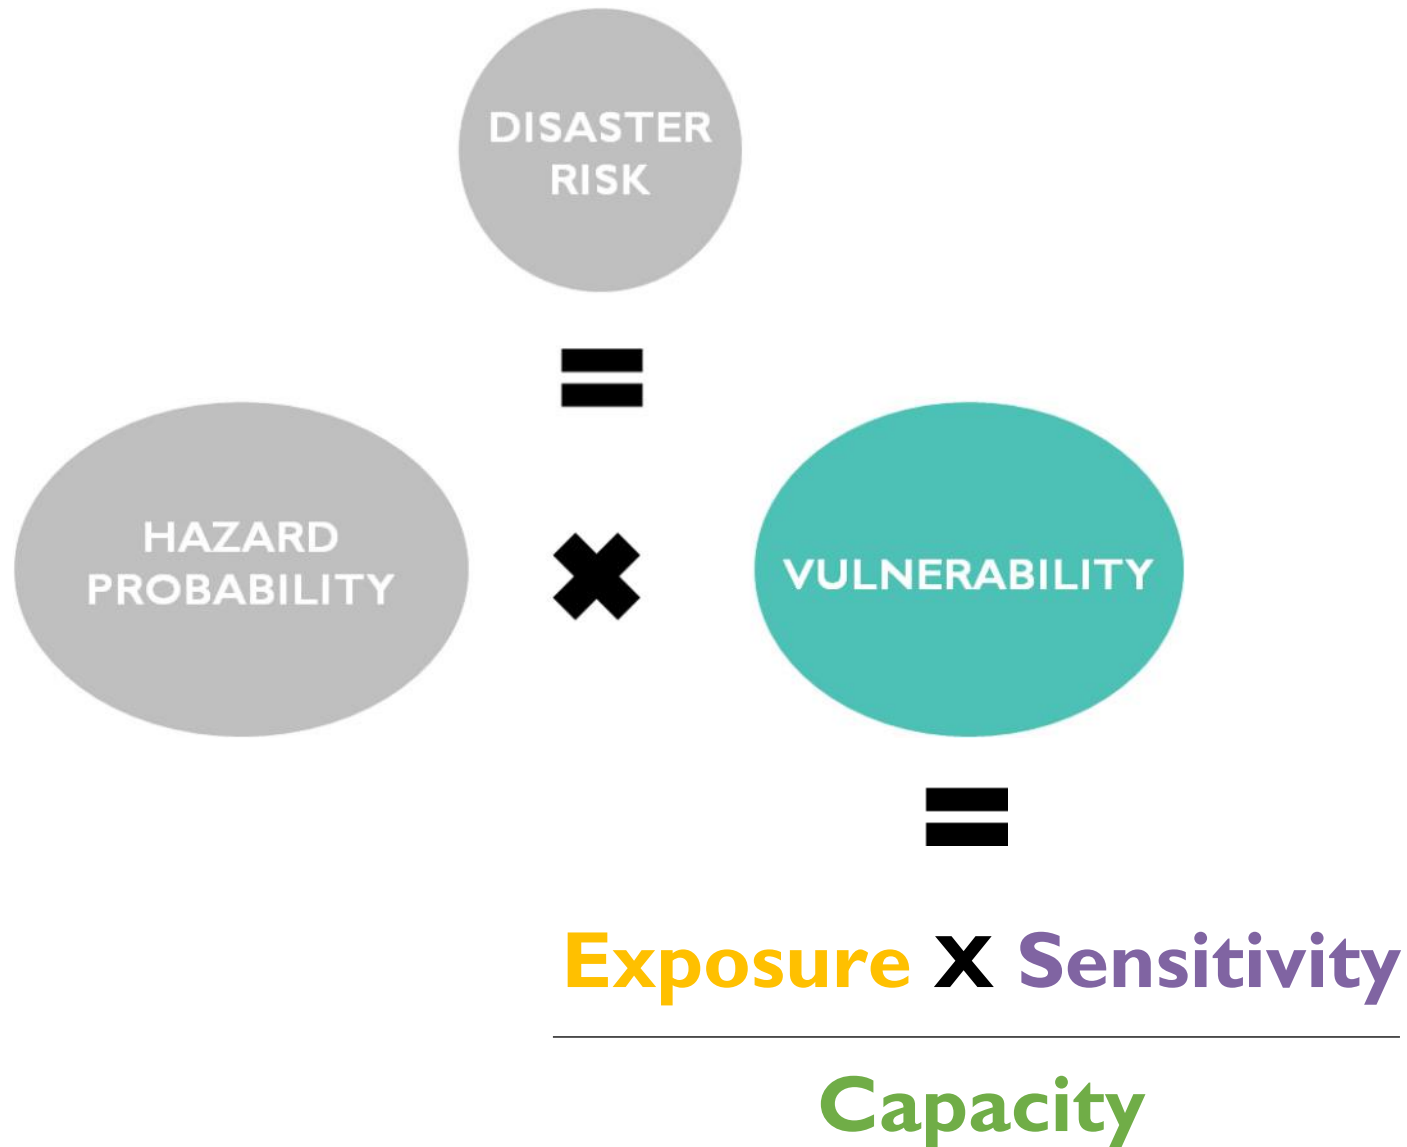 DISASTER
RISK
=
HAZARD
PROBABILITY
✖
VULNERABILITY
=
Exposure X Sensitivity
Capacity